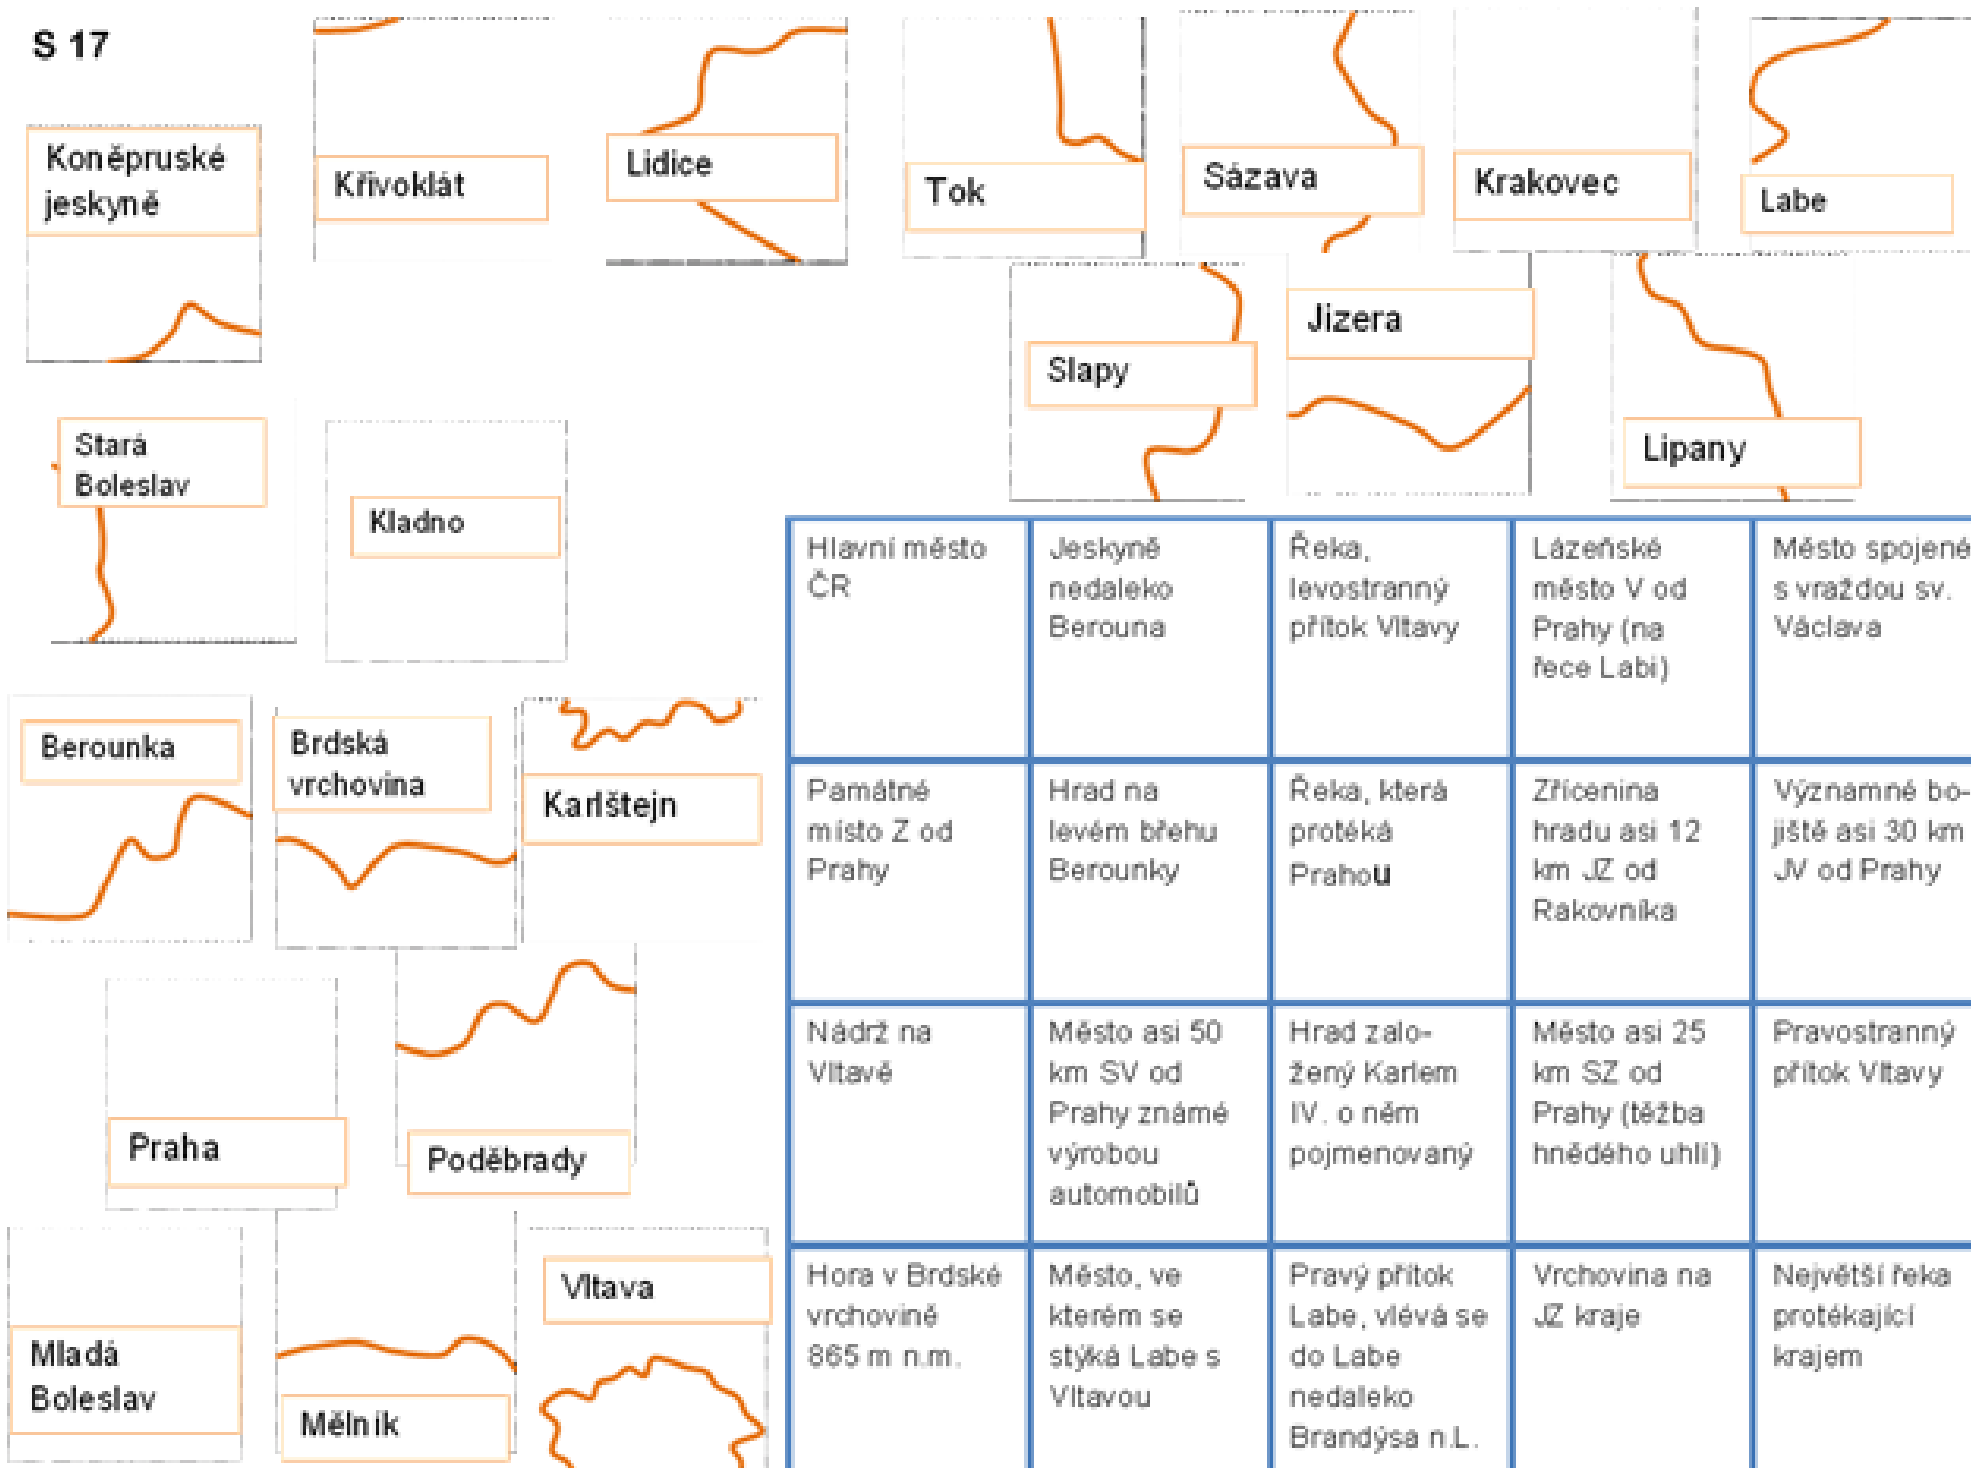 S 17
Koněpruské
jeskyně
Křivoklát
Lidice
Tok
Sázava
Krakovec
Labe
Slapy
Jizera
Lipany
Stará
Boleslav
Kladno
Berounka
Brdská
vrchovina
Karlštejn
Praha
Poděbrady
Mladá
Boleslav
Mělník
Vltava
Hlavní město
ČR
Jeskyně
nedaleko
Berouna
Řeka,
levostranný
přítok Vltavy
Lázeňské
město V od
Prahy (na
řece Labi)
Město spojené
s vraždou sv.
Václava
Památné
místo Z od
Prahy
Hrad na
levém břehu
Berounky
Řeka, která
protéká
Prahou
Zřícenina
hradu asi 12
km JZ od
Rakovníka
Významné bo-
jiště asi 30 km
JV od Prahy
Nádrž na
Vltavě
Město asi 50
km SV od
Prahy známé
výrobou
automobilů
Hrad zalo-
žený Karlem
IV. o něm
pojmenovaný
Město asi 25
km SZ od
Prahy (těžba
hnědého uhlí)
Pravostranný
přítok Vltavy
Hora v Brdské
vrchovině
865 m n.m.
Město, ve
kterém se
stýká Labe s
Vltavou
Pravý přítok
Labe, vlévá se
do Labe
nedaleko
Brandýsa n.L.
Vrchovina na
JZ kraje
Největší řeka
protékající
krajem